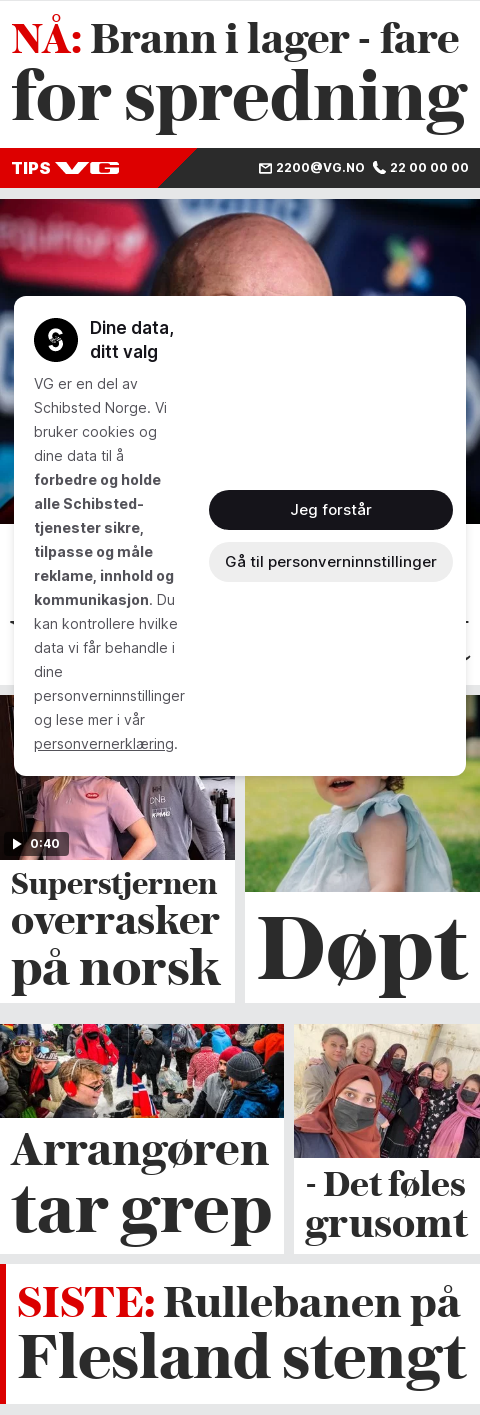 NÅ: Brann i lager - fare
for spredning
TIPS VG
2200@VG.NO 22 00 00 00
equinor
Dine data,
ditt valg
VG er en del av
Schibsted Norge. Vi
bruker cookies og
dine data til å
forbedre og holde
alle Schibsted-
tjenester sikre,
tilpasse og måle
reklame, innhold og
kommunikasjon. Du
kan kontrollere hvilke
data vi får behandle i
dine
personverninnstillinger
og lese mer i vår
personvernerklæring.
Jeg forstår
Gå til personverninnstillinger
DNB
KPMG
0:40
Superstjernen
overrasker
på norsk
Døpt
Arrangøren
tar grep
- Det føles
grusomt
SISTE: Rullebanen på
Flesland stengt